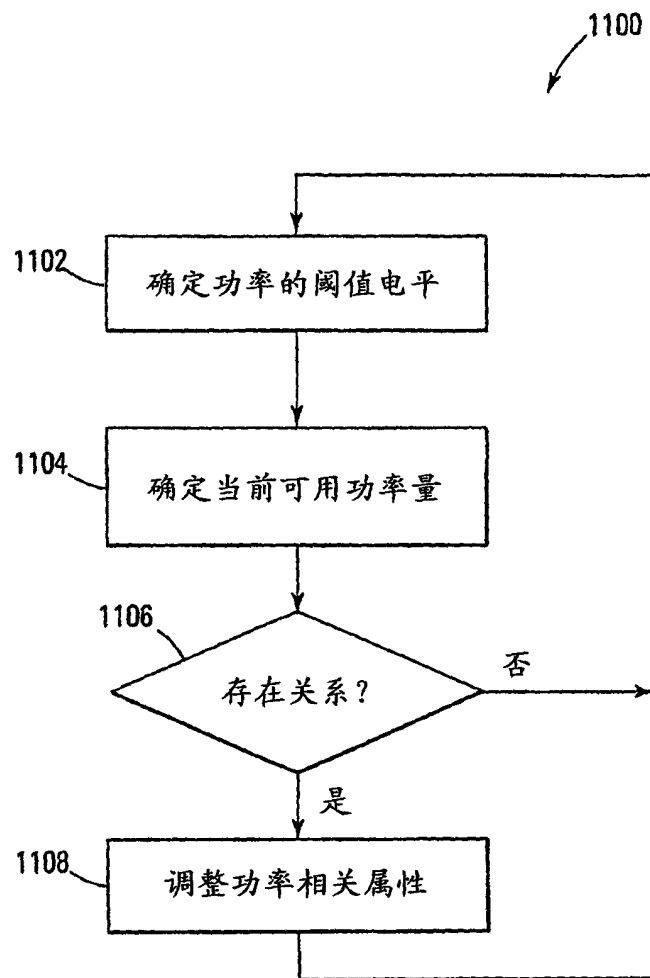 1100
1102
确定功率的阈值电平
1104
确定当前可用功率量
1106
存在关系？
否
是
1108
调整功率相关属性